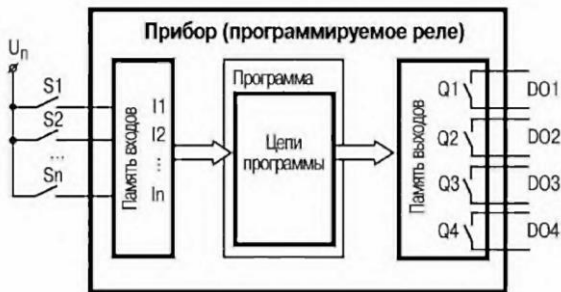 Прибор (программируемое реле)
Uп
S1
S2
...
Sn
Память входов
I1
I2
...
In
Программа
Цепи
программы
Память выходов
Q1
Q2
Q3
Q4
DO1
DO2
DO3
DO4